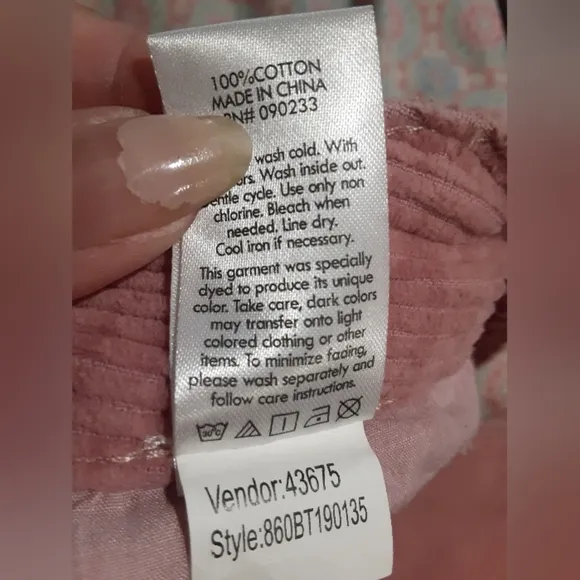 100%COTTON
MADE IN CHINA
# 090233
wash cold. With
Wash inside out.
cycle. Use only non
chlorine. Bleach when
needed. Line dry.
Cool iron if necessary.
This garment was specially
dyed to produce its unique
color. Take care, dark colors
may transfer onto light
colored clothing or other
items. To minimize fading,
please wash separately and
follow care instructions.
30°C
Vendor:43675
Style:860BT190135